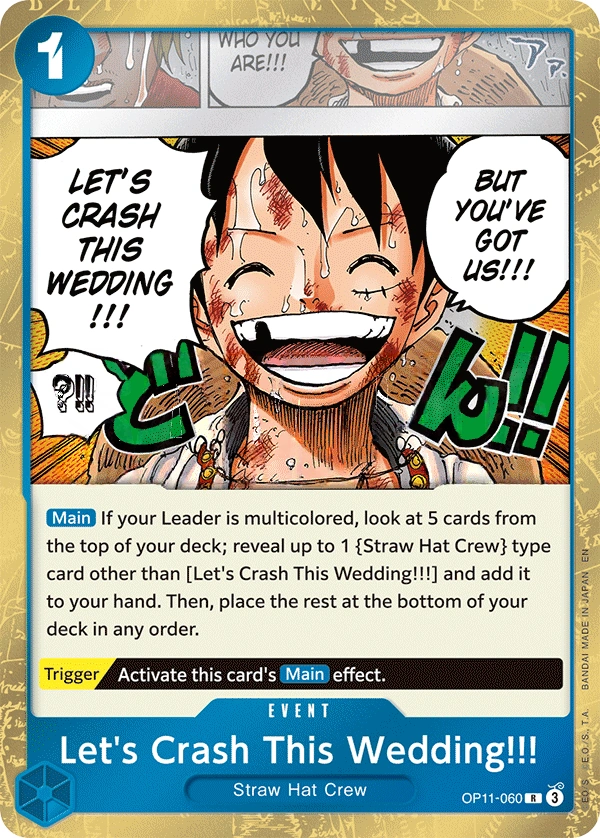 1
WHO YOU
ARE!!!
アァ
LET'S
CRASH
THIS
WEDDING
!!!
BUT
YOU'VE
GOT
US!!!
?!!
どん!!
Main If your Leader is multicolored, look at 5 cards from
the top of your deck; reveal up to 1 {Straw Hat Crew} type
card other than [Let's Crash This Wedding!!!] and add it
to your hand. Then, place the rest at the bottom of your
deck in any order.
Trigger Activate this card's Main effect.
EVENT
Let's Crash This Wedding!!!
Straw Hat Crew
OP11-060 R 3
©E.O./S. ©E.O./S., T.A. BANDAI MADE IN JAPAN EN